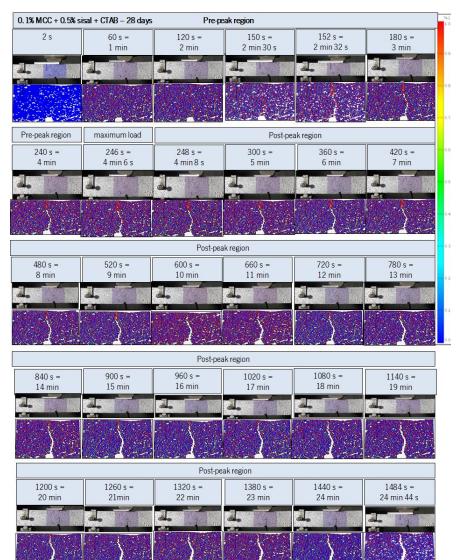 0.1% MCC + 0.5% sisal + CTAB – 28 days Pre-peak region
2 s 60 s = 120 s = 150 s = 152 s = 180 s =
1 min 2 min 2 min 30 s 2 min 32 s 3 min
Pre-peak region maximum load Post-peak region
240 s = 246 s = 248 s = 300 s = 360 s = 420 s =
4 min 4 min 6 s 4 min 8 s 5 min 6 min 7 min
Post-peak region
480 s = 520 s = 600 s = 660 s = 720 s = 780 s =
8 min 9 min 10 min 11 min 12 min 13 min
Post-peak region
840 s = 900 s = 960 s = 1020 s = 1080 s = 1140 s =
14 min 15 min 16 min 17 min 18 min 19 min
Post-peak region
1200 s = 1260 s = 1320 s = 1380 s = 1440 s = 1484 s =
20 min 21min 22 min 23 min 24 min 24 min 44 s